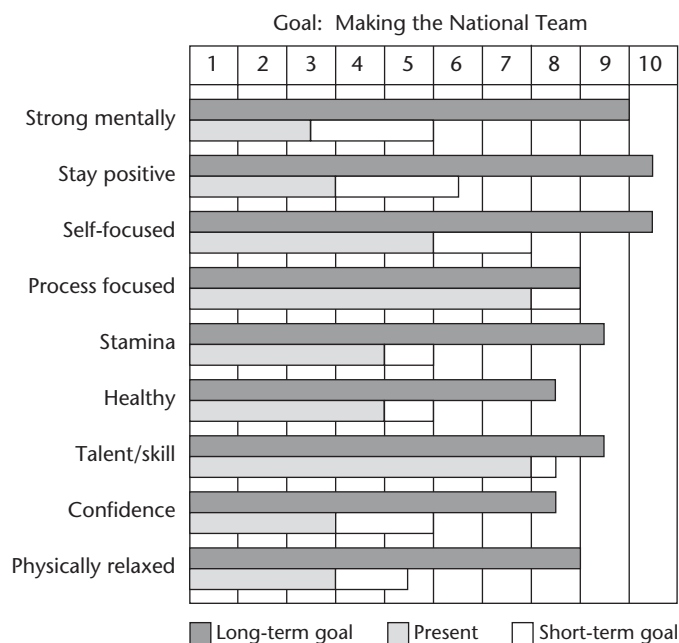 Goal: Making the National Team
1 2 3 4 5 6 7 8 9 10
Strong mentally
Stay positive
Self-focused
Process focused
Stamina
Healthy
Talent/skill
Confidence
Physically relaxed
Long-term goal Present Short-term goal